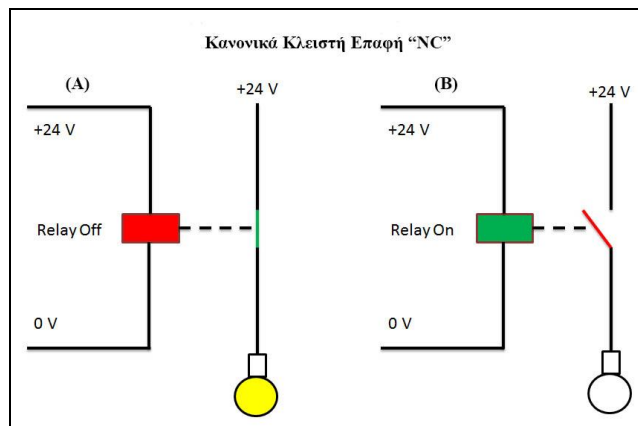 Κανονικά Κλειστή Επαφή “NC”
(A)
+24 V
+24 V
Relay Off
0 V
(B)
+24 V
+24 V
Relay On
0 V